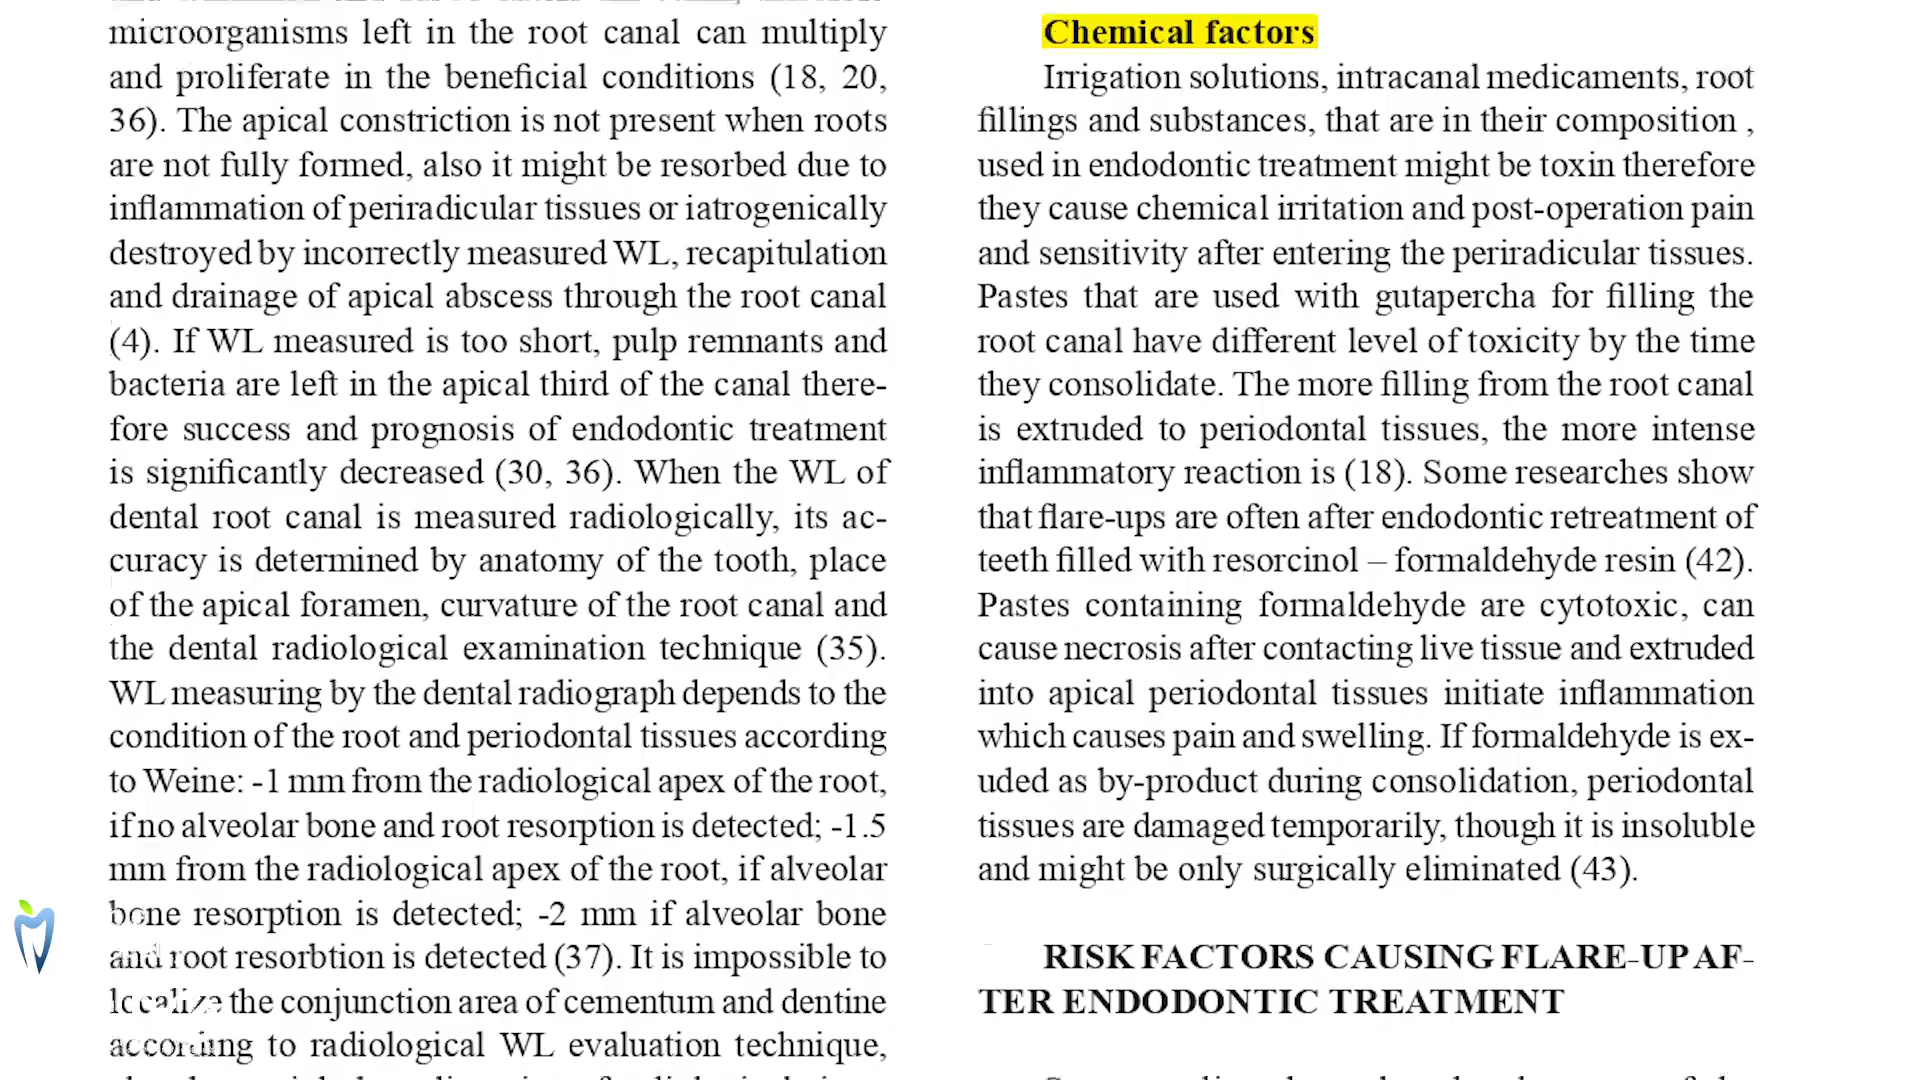 microorganisms left in the root canal can multiply
and proliferate in the beneficial conditions (18, 20,
36). The apical constriction is not present when roots
are not fully formed, also it might be resorbed due to
inflammation of periradicular tissues or iatrogenically
destroyed by incorrectly measured WL, recapitulation
and drainage of apical abscess through the root canal
(4). If WL measured is too short, pulp remnants and
bacteria are left in the apical third of the canal there-
fore success and prognosis of endodontic treatment
is significantly decreased (30, 36). When the WL of
dental root canal is measured radiologically, its ac-
curacy is determined by anatomy of the tooth, place
of the apical foramen, curvature of the root canal and
the dental radiological examination technique (35).
WL measuring by the dental radiograph depends to the
condition of the root and periodontal tissues according
to Weine: -1 mm from the radiological apex of the root,
if no alveolar bone and root resorption is detected; -1.5
mm from the radiological apex of the root, if alveolar
bone resorption is detected; -2 mm if alveolar bone
and root resorbtion is detected (37). It is impossible to
localize the conjunction area of cementum and dentine
according to radiological WL evaluation technique,
Chemical factors
Irrigation solutions, intracanal medicaments, root
fillings and substances, that are in their composition ,
used in endodontic treatment might be toxin therefore
they cause chemical irritation and post-operation pain
and sensitivity after entering the periradicular tissues.
Pastes that are used with gutapercha for filling the
root canal have different level of toxicity by the time
they consolidate. The more filling from the root canal
is extruded to periodontal tissues, the more intense
inflammatory reaction is (18). Some researches show
that flare-ups are often after endodontic retreatment of
teeth filled with resorcinol – formaldehyde resin (42).
Pastes containing formaldehyde are cytotoxic, can
cause necrosis after contacting live tissue and extruded
into apical periodontal tissues initiate inflammation
which causes pain and swelling. If formaldehyde is ex-
uded as by-product during consolidation, periodontal
tissues are damaged temporarily, though it is insoluble
and might be only surgically eliminated (43).
RISK FACTORS CAUSING FLARE-UP AF-
TER ENDODONTIC TREATMENT